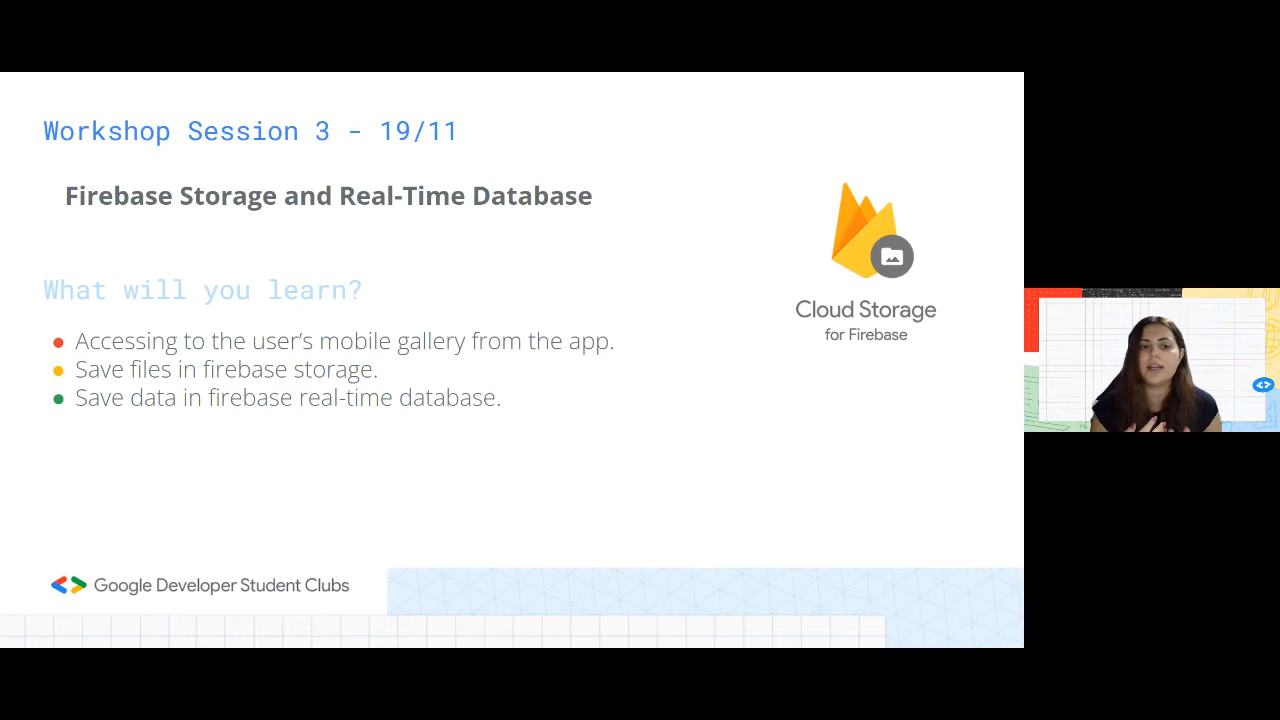 Workshop Session 3 - 19/11
Firebase Storage and Real-Time Database
What will you learn?
Accessing to the user's mobile gallery from the app.
Save files in firebase storage.
Save data in firebase real-time database.
Cloud Storage
for Firebase
Google Developer Student Clubs